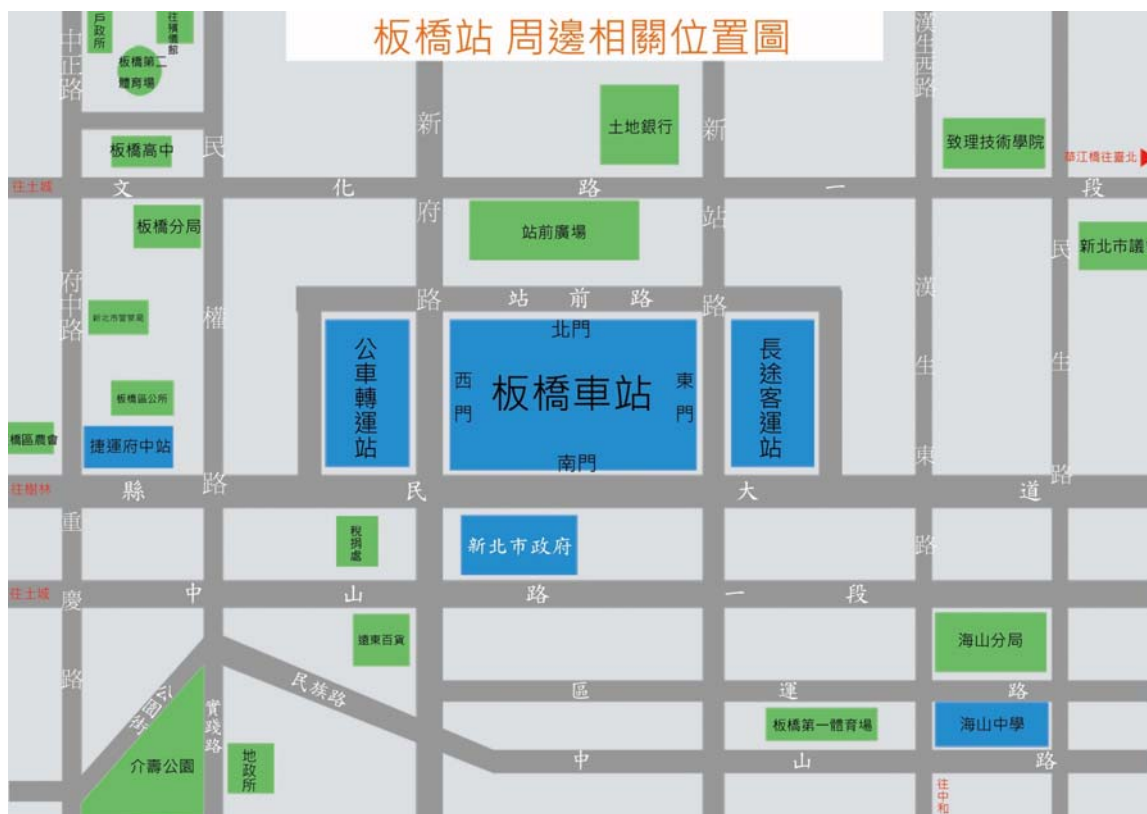 板橋站 周邊相關位置圖
戶政所
往殯儀館
中正路
板橋第二
體育場
漢生西路
土地銀行
致理技術學院
華江橋往臺北
板橋高中
往土城
文化路一段
板橋分局
站前廣場
新北市議
新府路
新站路
民權路
府中路
站前路
漢生東路
民生路
公車轉運站
北門
西門
板橋車站
東門
南門
長途客運站
板橋區公所
橋區農會
捷運府中站
往樹林
縣民大道
稅捐處
新北市政府
往土城
中山路一段
重慶路
遠東百貨
海山分局
公園街
民族路
實踐路
區運路
板橋第一體育場
海山中學
介壽公園
地政所
中山路
往中和